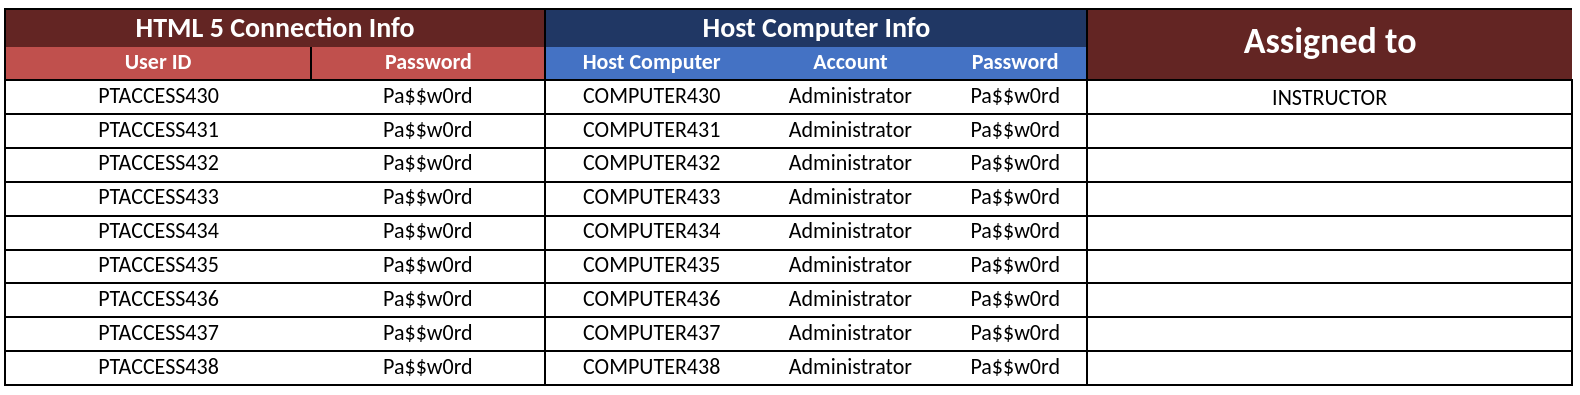 HTML 5 Connection Info Host Computer Info Assigned to
User ID Password Host Computer Account Password
PTACCESS430 Pa$$w0rd COMPUTER430 Administrator Pa$$w0rd INSTRUCTOR
PTACCESS431 Pa$$w0rd COMPUTER431 Administrator Pa$$w0rd
PTACCESS432 Pa$$w0rd COMPUTER432 Administrator Pa$$w0rd
PTACCESS433 Pa$$w0rd COMPUTER433 Administrator Pa$$w0rd
PTACCESS434 Pa$$w0rd COMPUTER434 Administrator Pa$$w0rd
PTACCESS435 Pa$$w0rd COMPUTER435 Administrator Pa$$w0rd
PTACCESS436 Pa$$w0rd COMPUTER436 Administrator Pa$$w0rd
PTACCESS437 Pa$$w0rd COMPUTER437 Administrator Pa$$w0rd
PTACCESS438 Pa$$w0rd COMPUTER438 Administrator Pa$$w0rd